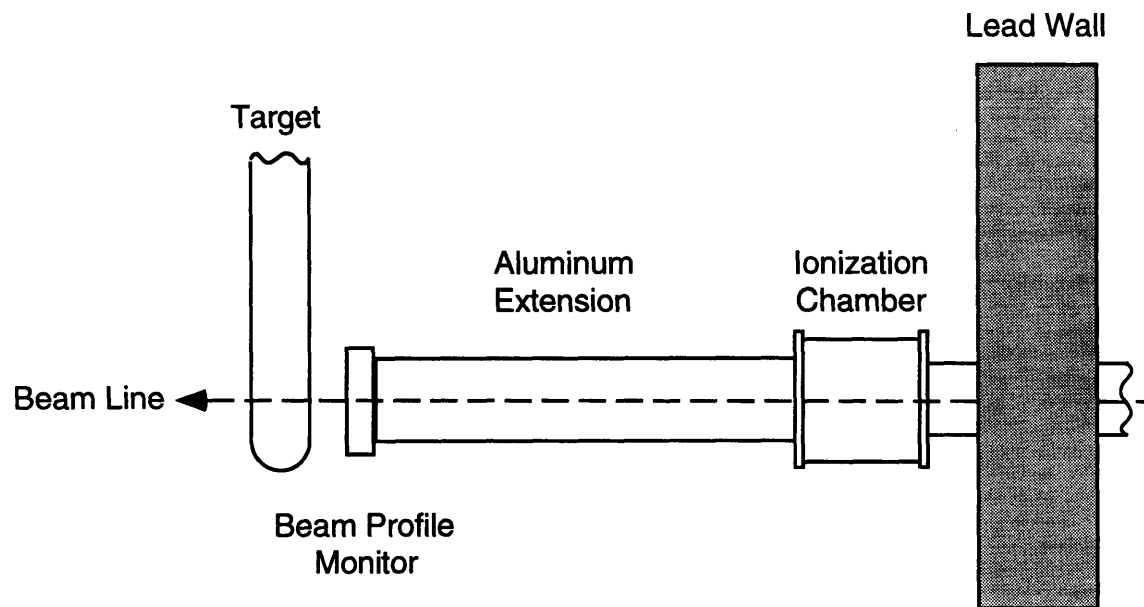 Lead Wall
Target
Aluminum
Extension
Ionization
Chamber
Beam Line
Beam Profile
Monitor